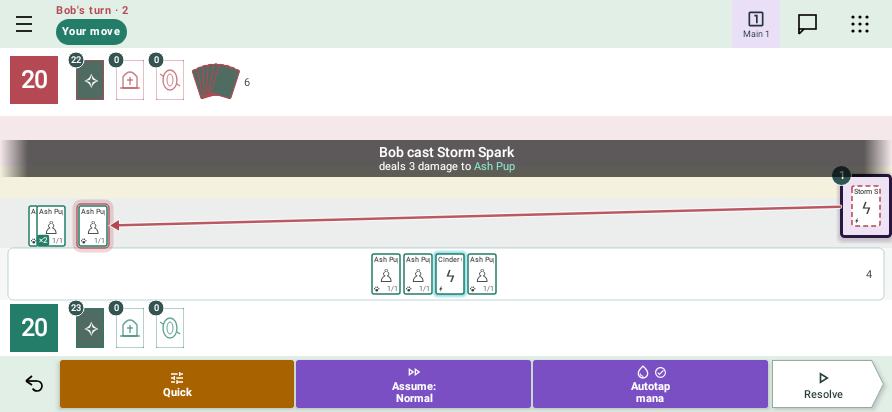 Bob's turn · 2
Your move
1
Main 1
20
22
0
0
6
Bob cast Storm Spark
deals 3 damage to Ash Pup
1
Storm S
A
Ash Pu
×2
1/1
Ash Pu
1/1
Ash Pu
1/1
Ash Pu
1/1
Cinder
Ash Pu
1/1
4
20
23
0
0
Quick
Assume:
Normal
Autotap
mana
Resolve